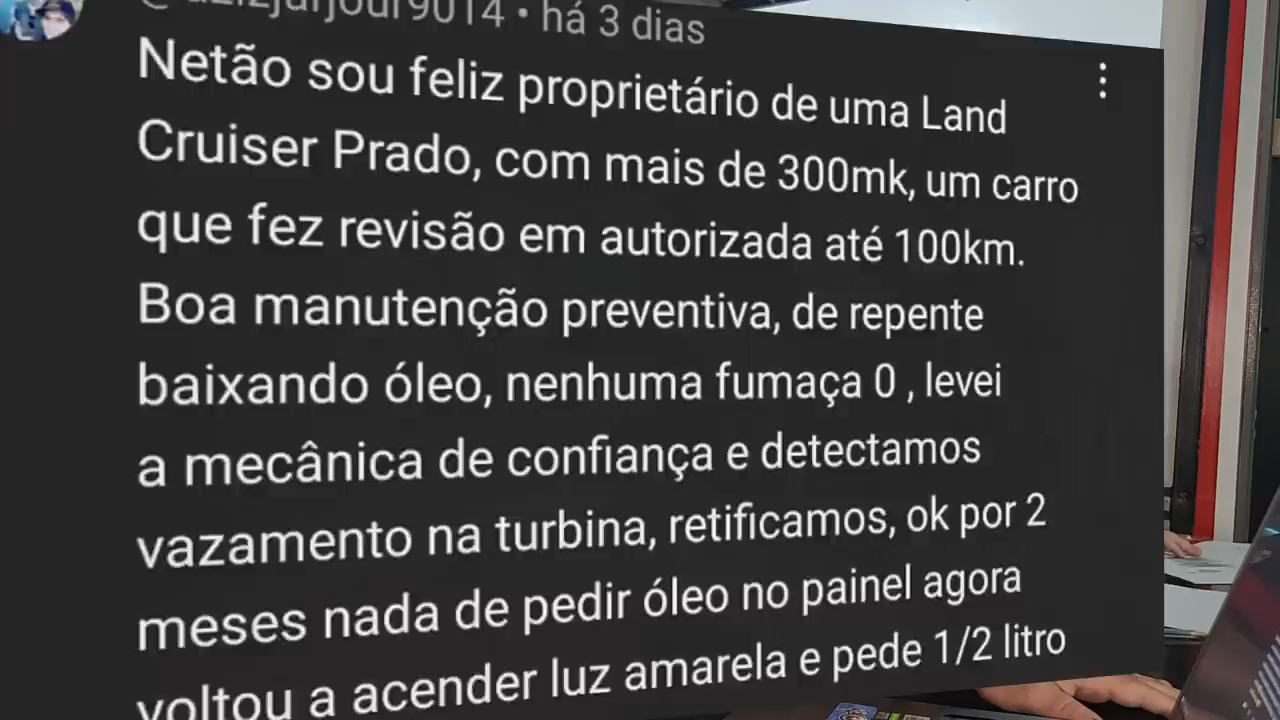 • há 3 dias
Netão sou feliz proprietário de uma Land
Cruiser Prado, com mais de 300mk, um carro
que fez revisão em autorizada até 100km.
Boa manutenção preventiva, de repente
baixando óleo, nenhuma fumaça 0 , levei
a mecânica de confiança e detectamos
vazamento na turbina, retificamos, ok por 2
meses nada de pedir óleo no painel agora
voltou a acender luz amarela e pede 1/2 litro